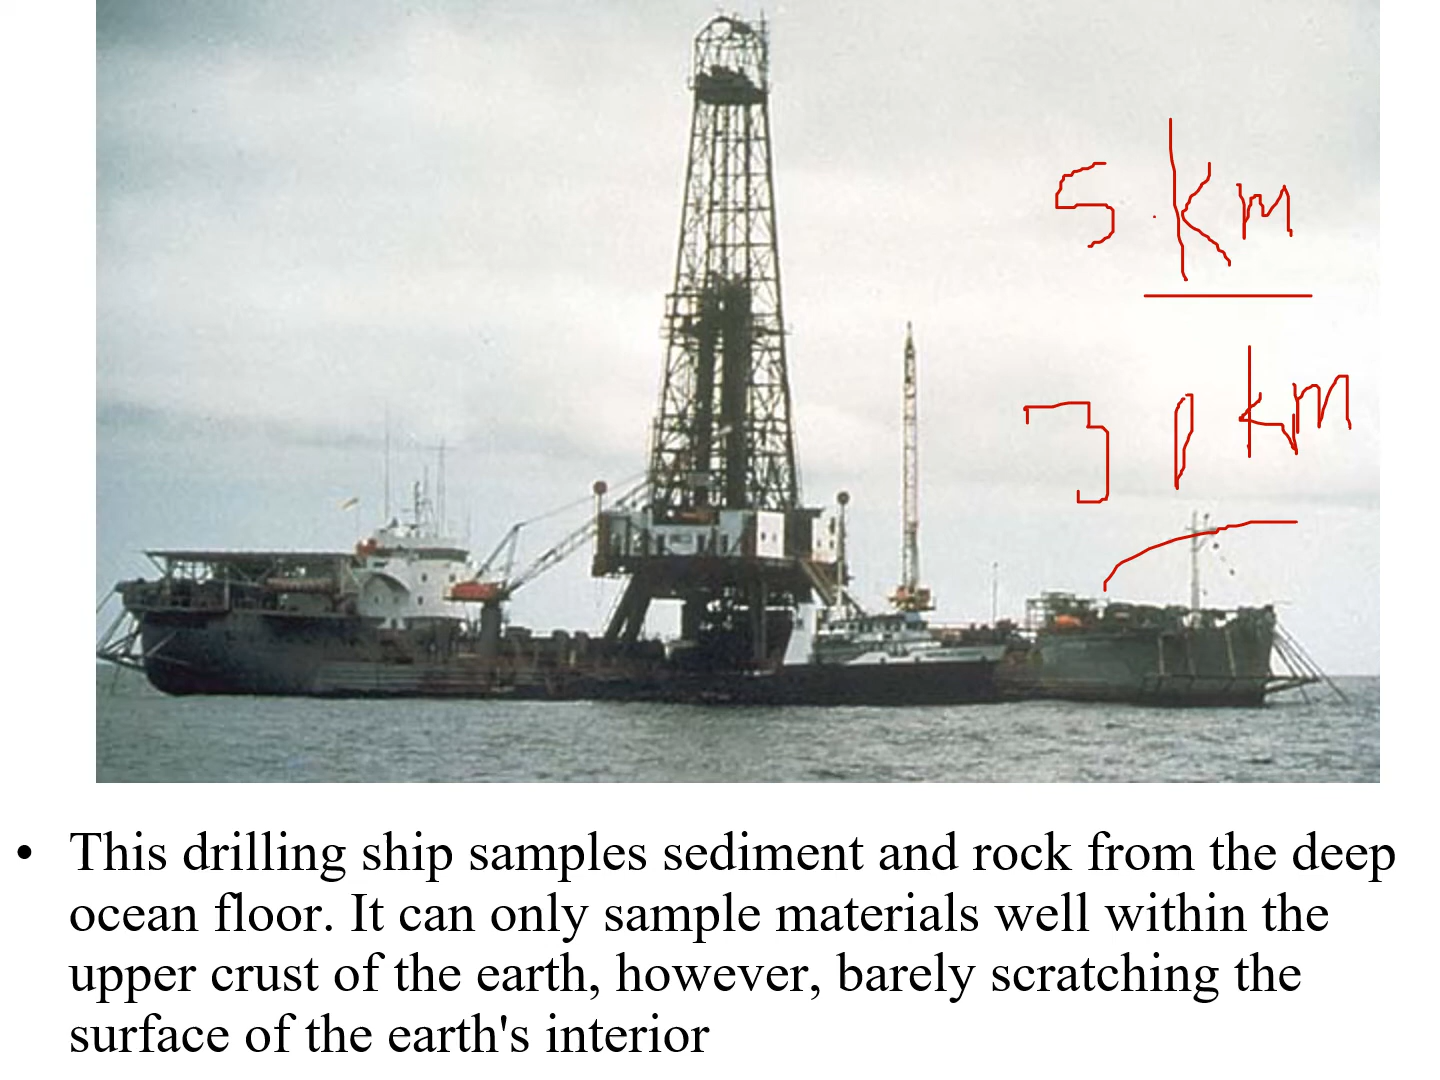 5 km
30 km
• This drilling ship samples sediment and rock from the deep
ocean floor. It can only sample materials well within the
upper crust of the earth, however, barely scratching the
surface of the earth's interior